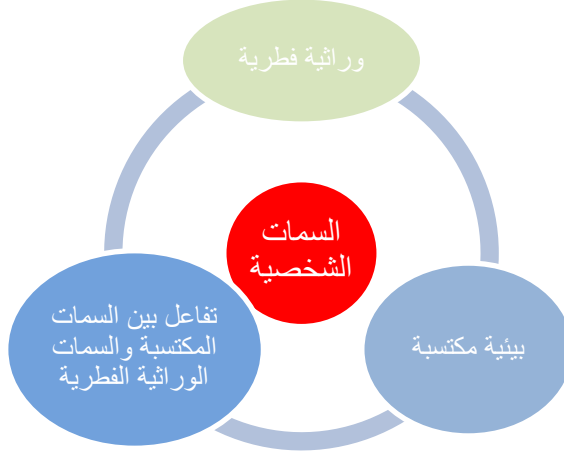 وراثية فطرية
السمات
الشخصية
بيئية مكتسبة
تفاعل بين السمات
المكتسبة والسمات
الوراثية الفطرية